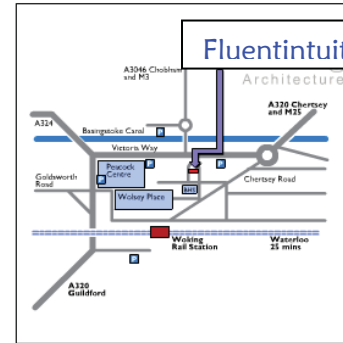 A3046 Chobham
and M3
Fluentintuit
Architecture
A320 Chertsey
and M25
A324
Basingstoke Canal
P
Victoria Way
Peacock
Centre
P
P
P
Goldsworth
Road
BHS
Chertsey Road
Wolsey Place
Woking
Rail Station
Waterloo
25 mins
P
A320
Guildford